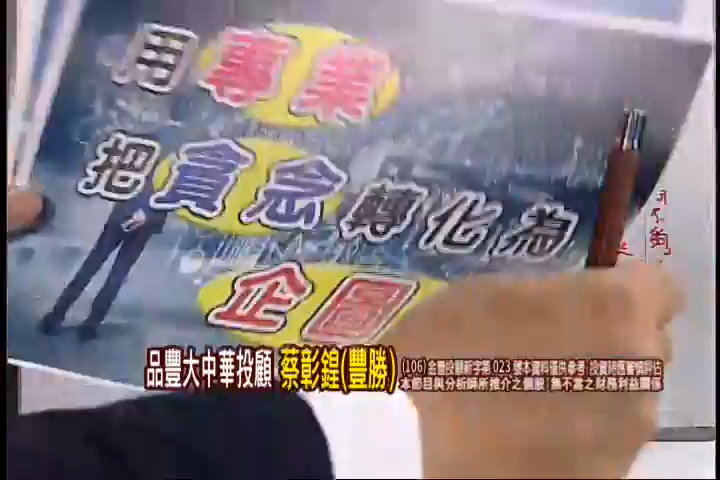 用專業
把貪念轉化為
企圖
品豐大中華投顧 蔡彰鍠(豐勝)
(106)金管投顧新字第023號本資料僅供參考 投資時應審慎評估
本節目與分析師所推介之個股 無不當之財務利益關係